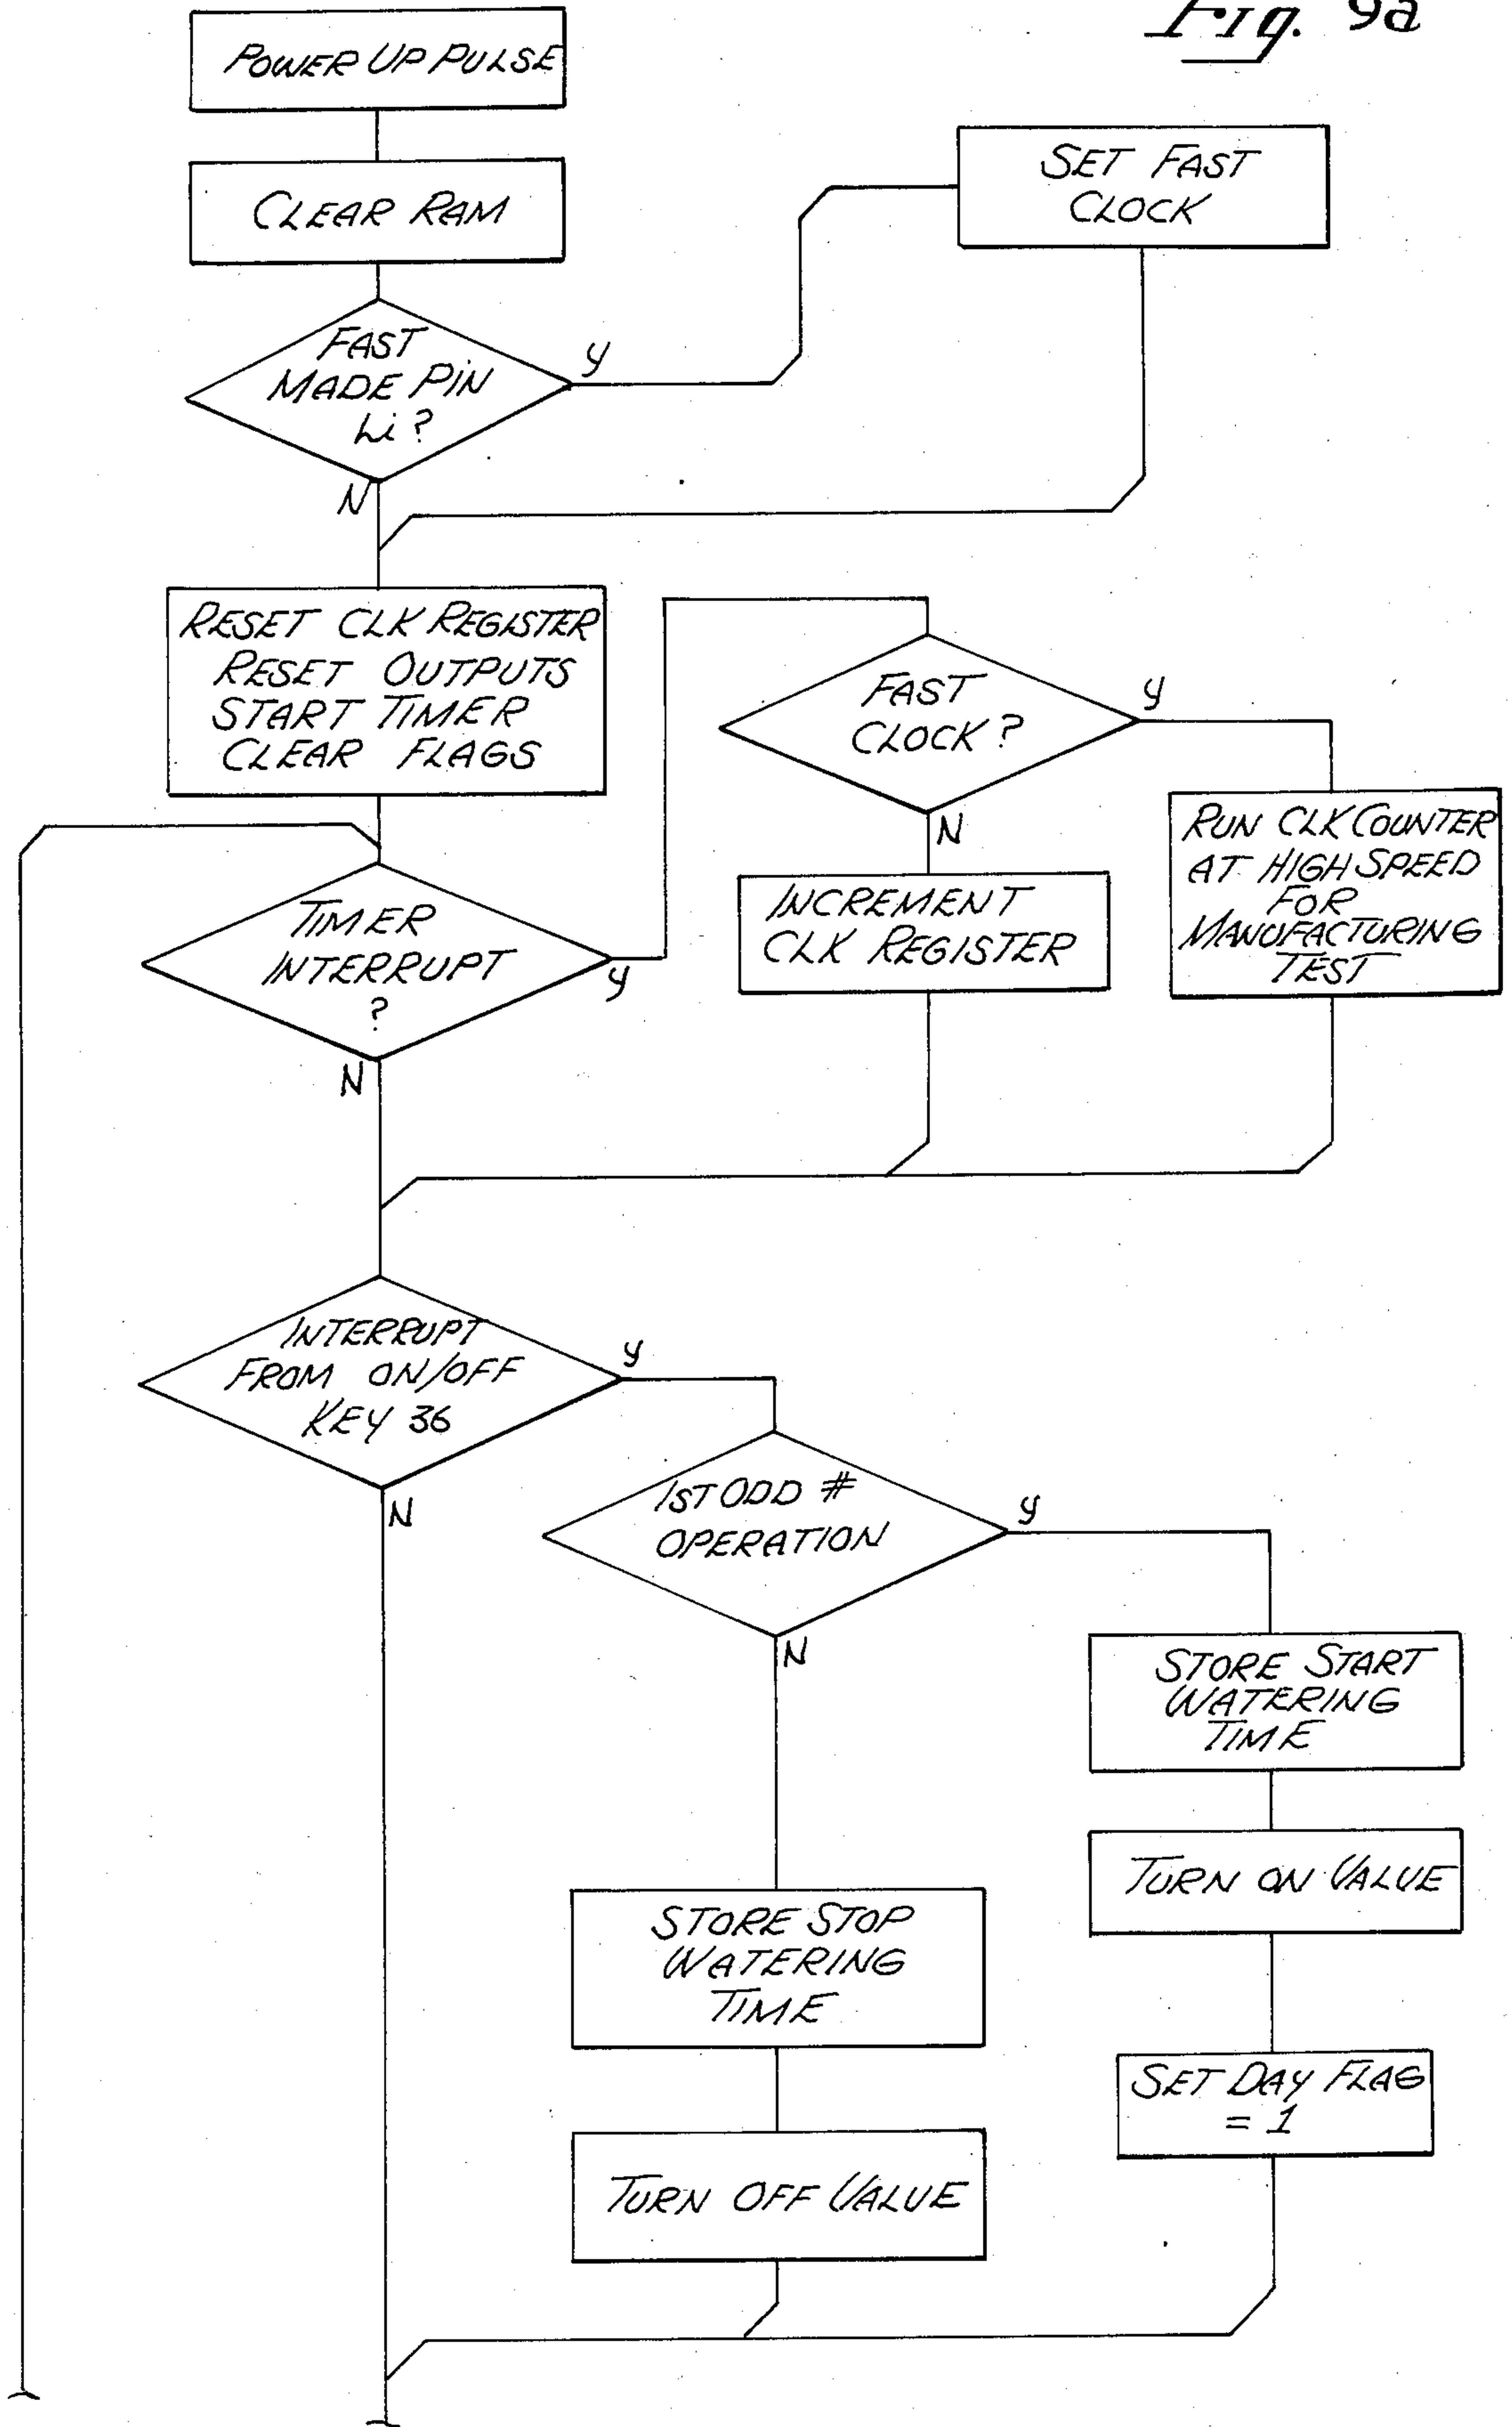 Fig. 9a
POWER UP PULSE
CLEAR RAM
SET FAST
CLOCK
FAST
MADE PIN
Li?
Y
N
RESET CLK REGISTER
RESET OUTPUTS
START TIMER
CLEAR FLAGS
FAST
CLOCK?
Y
N
RUN CLK COUNTER
AT HIGH SPEED
FOR
MANUFACTURING
TEST
INCREMENT
CLK REGISTER
TIMER
INTERRUPT
?
Y
N
INTERRUPT
FROM ON/OFF
KEY 36
Y
N
1ST ODD #
OPERATION
Y
N
STORE START
WATERING
TIME
TURN ON VALUE
SET DAY FLAG
= 1
STORE STOP
WATERING
TIME
TURN OFF VALUE